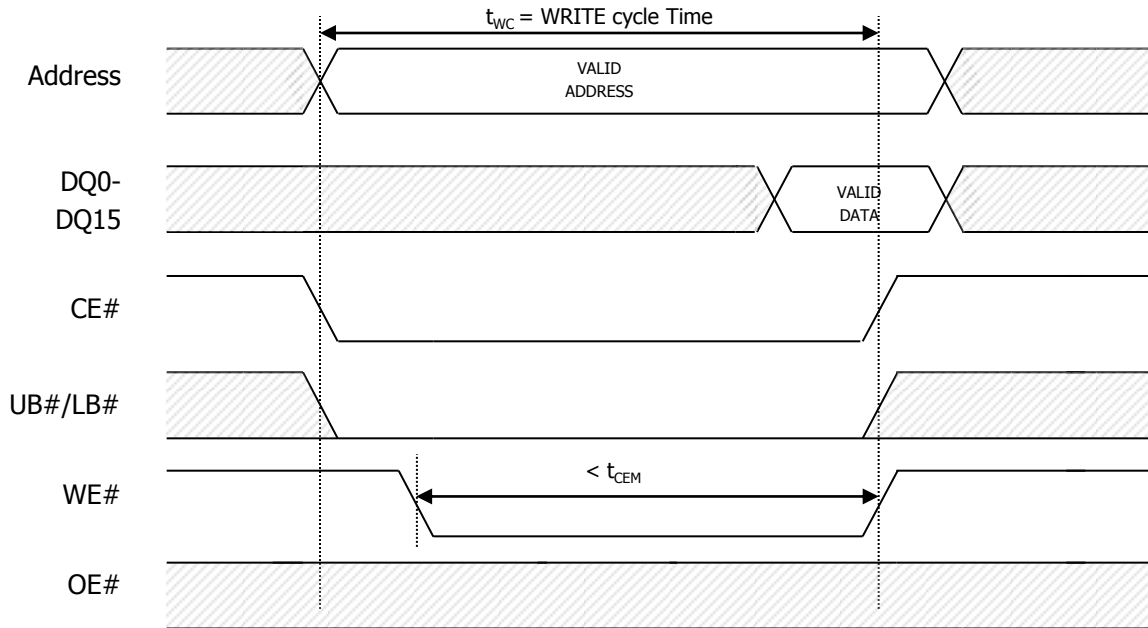 tWC = WRITE cycle Time
Address
VALID
ADDRESS
DQ0-
DQ15
VALID
DATA
CE#
UB#/LB#
WE#
< tCEM
OE#